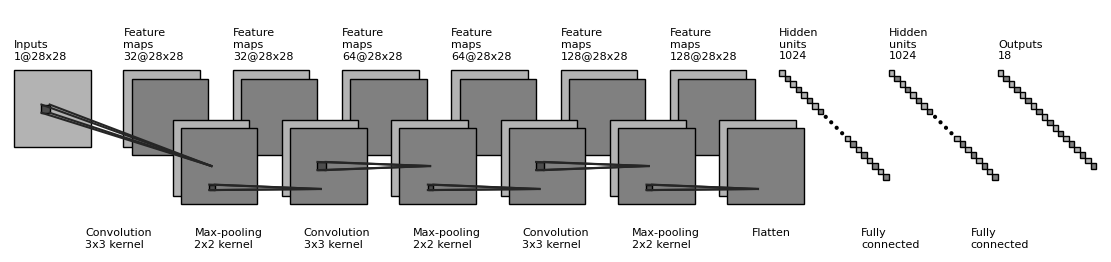 Inputs
1@28x28
Feature
maps
32@28x28
Feature
maps
32@28x28
Feature
maps
64@28x28
Feature
maps
64@28x28
Feature
maps
128@28x28
Feature
maps
128@28x28
Hidden
units
1024
Hidden
units
1024
Outputs
18
Convolution
3x3 kernel
Max-pooling
2x2 kernel
Convolution
3x3 kernel
Max-pooling
2x2 kernel
Convolution
3x3 kernel
Max-pooling
2x2 kernel
Flatten
Fully
connected
Fully
connected